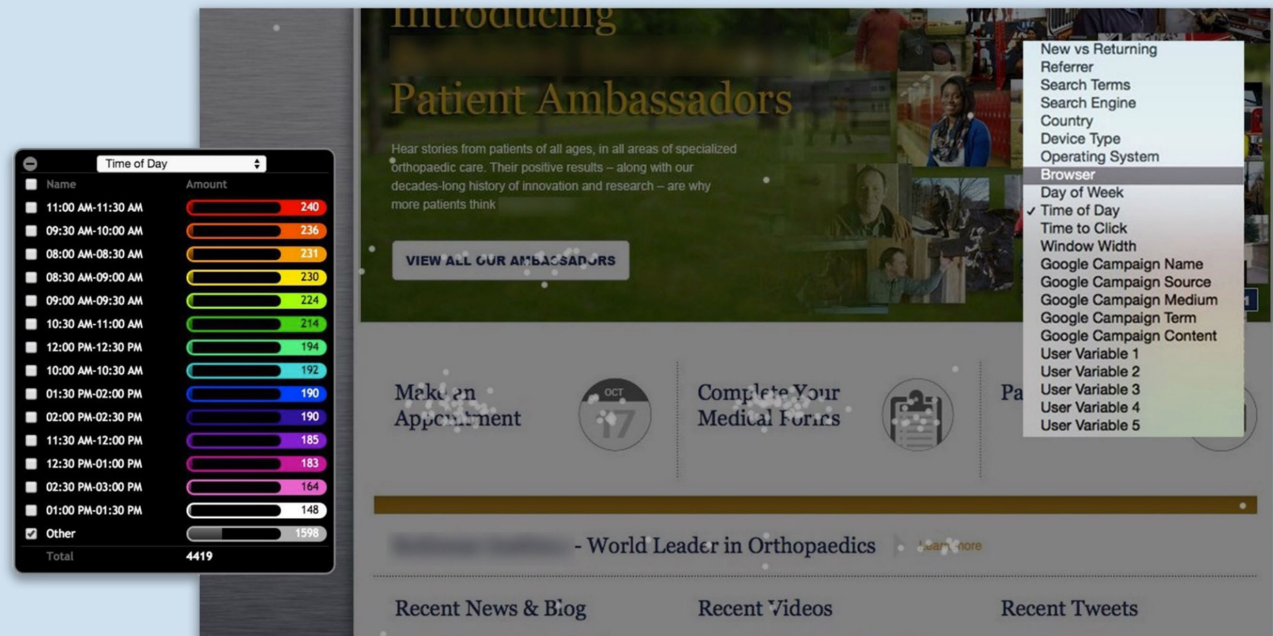 Time of Day
Name Amount
11:00 AM-11:30 AM 240
09:30 AM-10:00 AM 236
08:00 AM-08:30 AM 231
08:30 AM-09:00 AM 230
09:00 AM-09:30 AM 224
10:30 AM-11:00 AM 214
12:00 PM-12:30 PM 194
10:00 AM-10:30 AM 192
01:30 PM-02:00 PM 190
02:00 PM-02:30 PM 190
11:30 AM-12:00 PM 185
12:30 PM-01:00 PM 183
02:30 PM-03:00 PM 164
01:00 PM-01:30 PM 148
Other 1598
Total 4419
Introducing
Patient Ambassadors
Hear stories from patients of all ages, in all areas of specialized
orthopaedic care. Their positive results – along with our
decades-long history of innovation and research – are why
more patients think
VIEW ALL OUR AMBASSADORS
Make an
Appointment
OCT
17
Complete Your
Medical Forms
Pa
- World Leader in Orthopaedics
Learn more
Recent News & Blog
Recent Videos
Recent Tweets
New vs Returning
Referrer
Search Terms
Search Engine
Country
Device Type
Operating System
Browser
Day of Week
✓ Time of Day
Time to Click
Window Width
Google Campaign Name
Google Campaign Source
Google Campaign Medium
Google Campaign Term
Google Campaign Content
User Variable 1
User Variable 2
User Variable 3
User Variable 4
User Variable 5